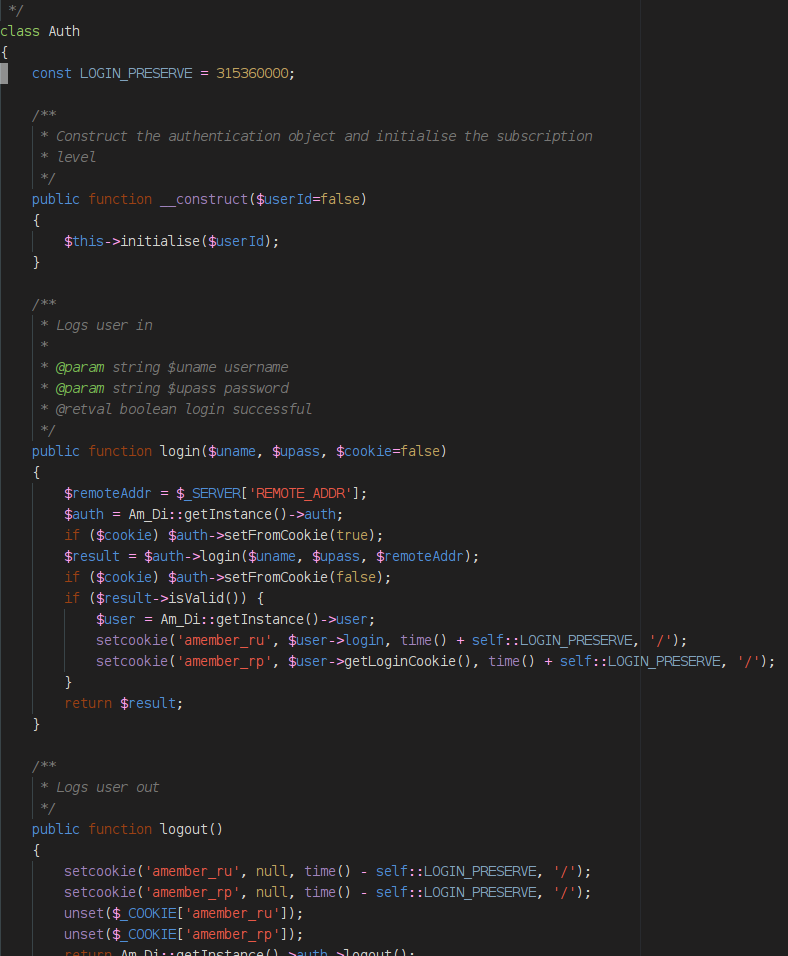 */
class Auth
{
    const LOGIN_PRESERVE = 315360000;

    /**
     * Construct the authentication object and initialise the subscription
     * level
     */
    public function __construct($userId=false)
    {
        $this->initialise($userId);
    }

    /**
     * Logs user in
     *
     * @param string $uname username
     * @param string $upass password
     * @retval boolean login successful
     */
    public function login($uname, $upass, $cookie=false)
    {
        $remoteAddr = $_SERVER['REMOTE_ADDR'];
        $auth = Am_Di::getInstance()->auth;
        if ($cookie) $auth->setFromCookie(true);
        $result = $auth->login($uname, $upass, $remoteAddr);
        if ($cookie) $auth->setFromCookie(false);
        if ($result->isValid()) {
            $user = Am_Di::getInstance()->user;
            setcookie('amember_ru', $user->login, time() + self::LOGIN_PRESERVE, '/');
            setcookie('amember_rp', $user->getLoginCookie(), time() + self::LOGIN_PRESERVE, '/');
        }
        return $result;
    }

    /**
     * Logs user out
     */
    public function logout()
    {
        setcookie('amember_ru', null, time() - self::LOGIN_PRESERVE, '/');
        setcookie('amember_rp', null, time() - self::LOGIN_PRESERVE, '/');
        unset($_COOKIE['amember_ru']);
        unset($_COOKIE['amember_rp']);
        return Am_Di::getInstance()->auth->logout();